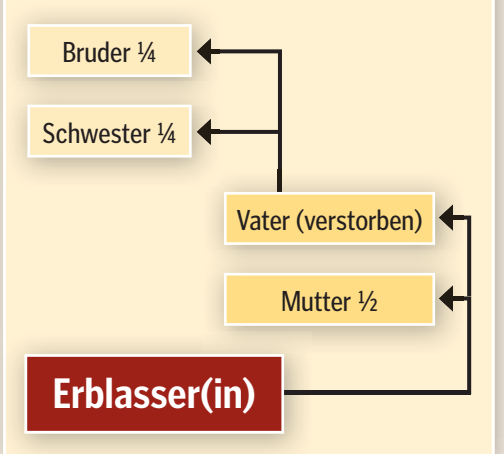 Bruder ¼
Schwester ¼
Vater (verstorben)
Mutter ½
Erblasser(in)